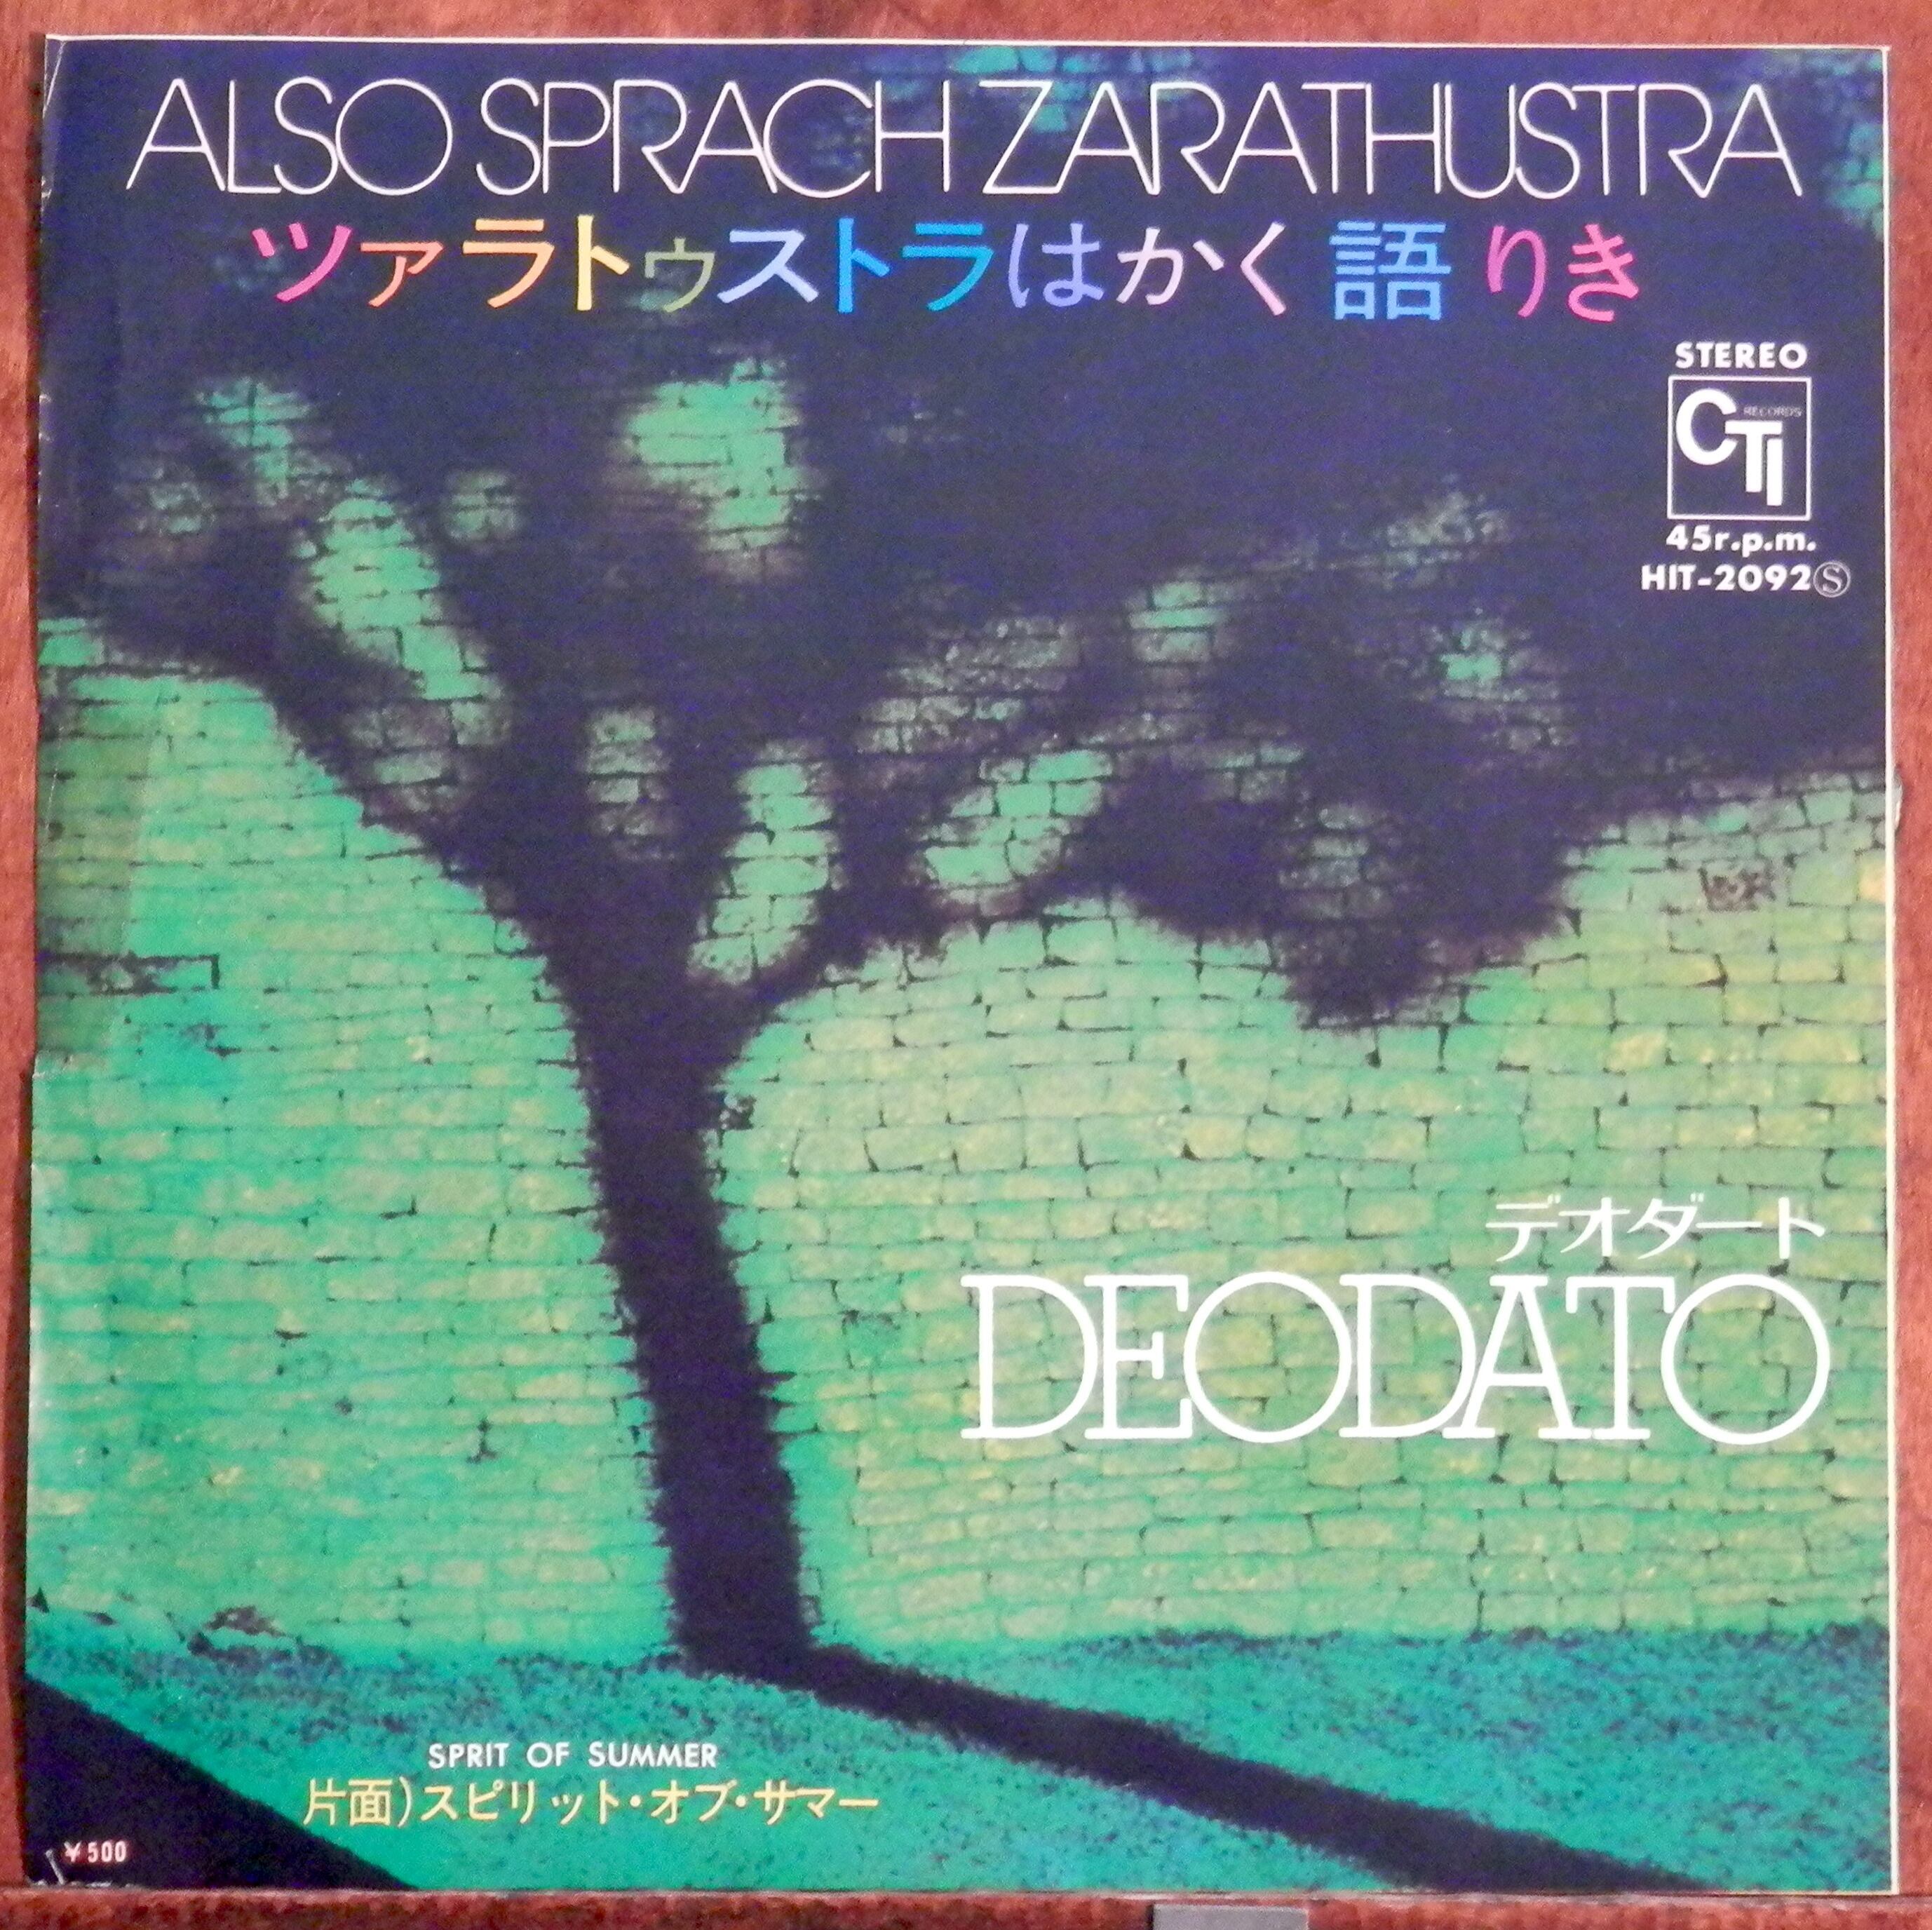 ALSO SPRACH ZARATHUSTRA
ツァラトゥストラはかく語りき
STEREO
CTI RECORDS
45r.p.m.
HIT-2092Ⓢ
デオダート
DEODATO
SPRIT OF SUMMER
片面)スピリット・オブ・サマー
¥500